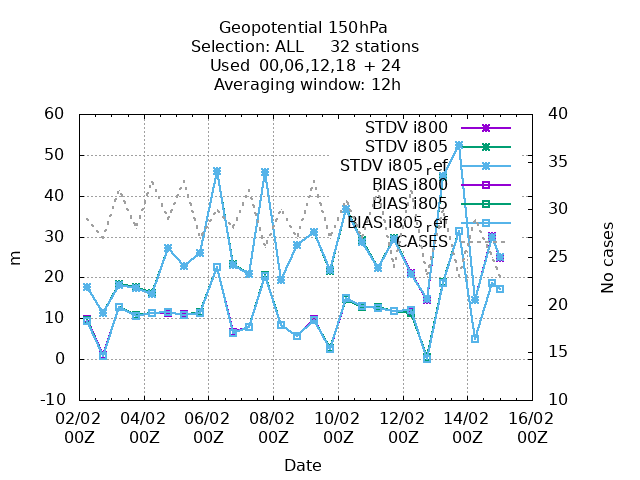 Geopotential 150hPa
Selection: ALL 32 stations
Used 00,06,12,18 + 24
Averaging window: 12h
60 40
STDV i800
STDV i805
STDV i805ref
BIAS i800
BIAS i805
BIAS i805ref
CASES
50 35
40 30
30 25
20 20
10 15
0 10
-10
m
No cases
02/02 04/02 06/02 08/02 10/02 12/02 14/02 16/02
00Z 00Z 00Z 00Z 00Z 00Z 00Z 00Z
Date